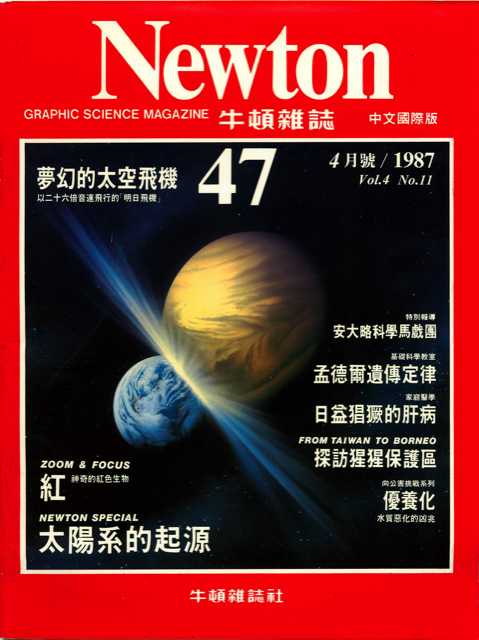 Newton
GRAPHIC SCIENCE MAGAZINE 牛頓雜誌 中文國際版
夢幻的太空飛機
以二十六倍音速飛行的「明日飛機」
47
4月號 / 1987
Vol.4 No.11
特別報導
安大略科學馬戲團
基礎科學教室
孟德爾遺傳定律
家庭醫學
日益猖獗的肝病
FROM TAIWAN TO BORNEO
探訪猩猩保護區
向公害挑戰系列
優養化
水質惡化的凶兆
ZOOM & FOCUS
紅 神奇的紅色生物
NEWTON SPECIAL
太陽系的起源
牛頓雜誌社